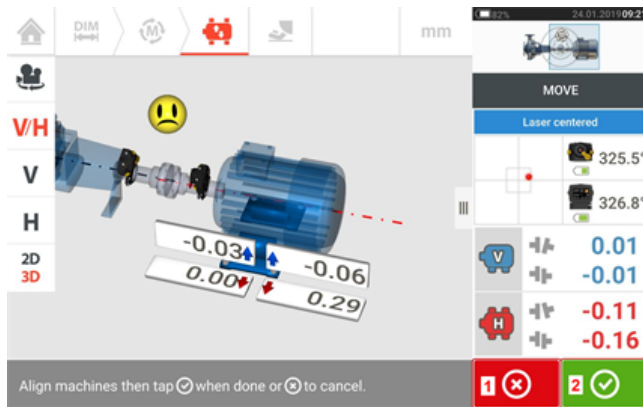 82%
24.01.2019 09:2
DIM
M
mm
MOVE
Laser centered
325.5°
326.8°
V/H
V
H
2D
3D
-0.03
-0.06
0.00
0.29
V
0.01
-0.01
H
-0.11
-0.16
Align machines then tap when done or to cancel.
1
2